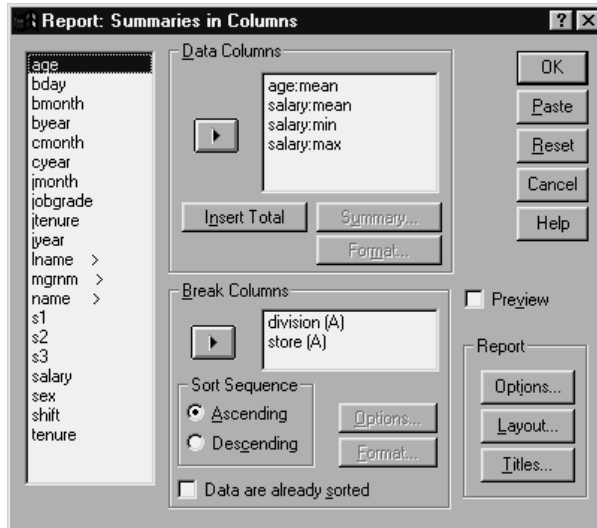 Report: Summaries in Columns
age
bday
bmonth
byear
cmonth
cyear
jmonth
jobgrade
jtenure
jyear
lname >
mgrnm >
name >
s1
s2
s3
salary
sex
shift
tenure
Data Columns
age:mean
salary:mean
salary:min
salary:max
Insert Total
Summary...
Format...
Break Columns
division (A)
store (A)
Sort Sequence
Ascending
Descending
Options...
Format...
Data are already sorted
OK
Paste
Reset
Cancel
Help
Preview
Report
Options...
Layout...
Titles...